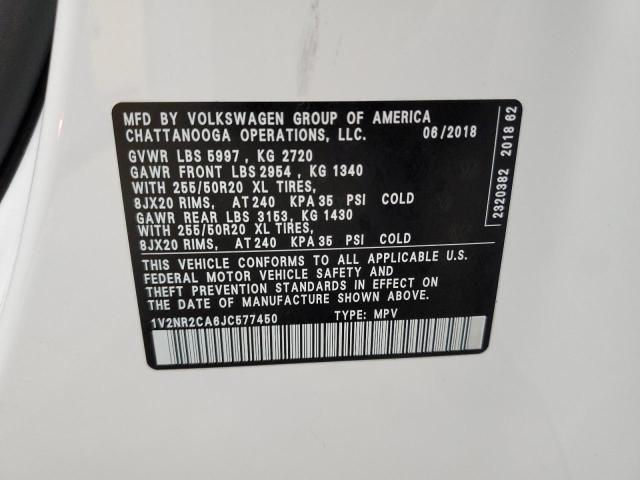 MFD BY VOLKSWAGEN GROUP OF AMERICA
CHATTANOOGA OPERATIONS, LLC. 06/2018
GVWR LBS 5997 , KG 2720
GAWR FRONT LBS 2954 , KG 1340
WITH 255/50R20 XL TIRES,
8JX20 RIMS, AT 240 KPA 35 PSI COLD
GAWR REAR LBS 3153, KG 1430
WITH 255/50R20 XL TIRES,
8JX20 RIMS, AT 240 KPA 35 PSI COLD
THIS VEHICLE CONFORMS TO ALL APPLICABLE U.S.
FEDERAL MOTOR VEHICLE SAFETY AND
THEFT PREVENTION STANDARDS IN EFFECT ON
THE DATE OF MANUFACTURE SHOWN ABOVE.
1V2NR2CA6JC577450 TYPE: MPV
2320382 2018 62